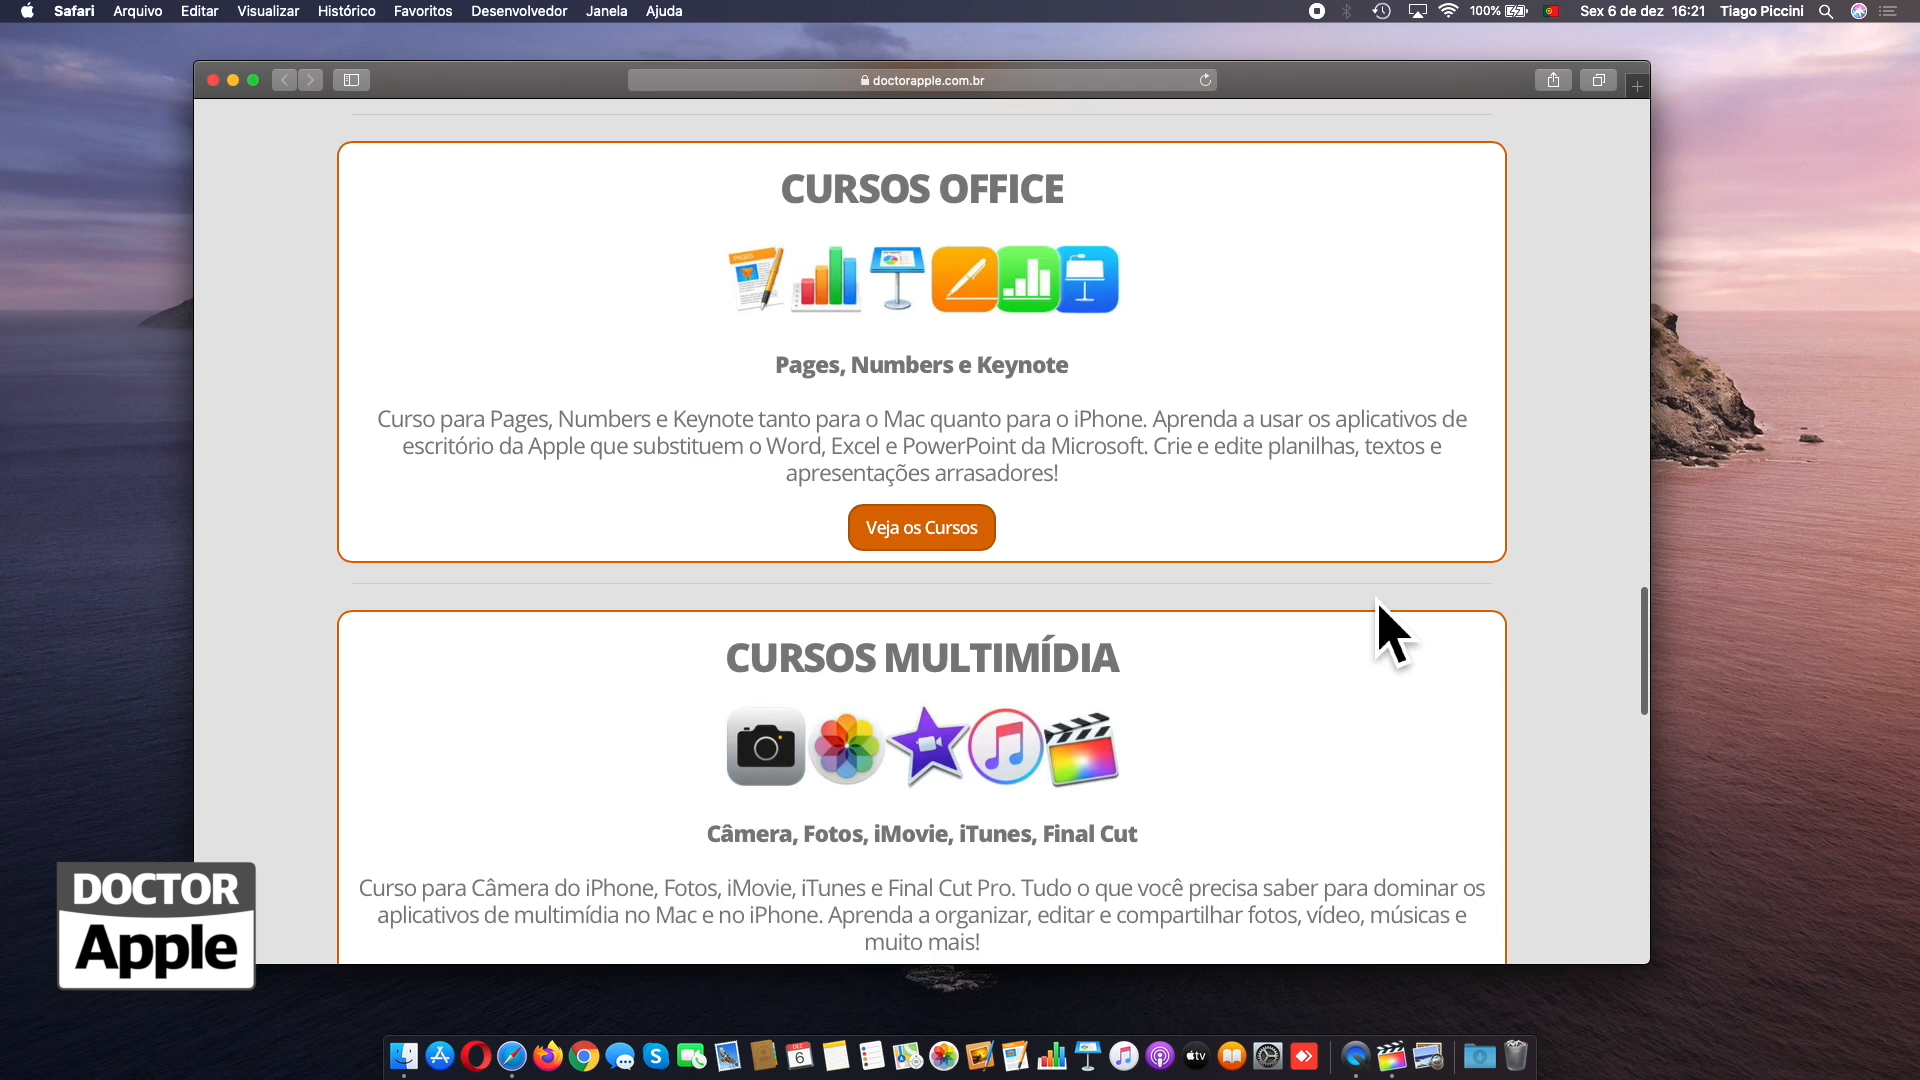 Safari Arquivo Editar Visualizar Histórico Favoritos Desenvolvedor Janela Ajuda 100% Sex 6 de dez 16:21 Tiago Piccini
doctorapple.com.br
CURSOS OFFICE
PAGES
Pages, Numbers e Keynote
Curso para Pages, Numbers e Keynote tanto para o Mac quanto para o iPhone. Aprenda a usar os aplicativos de
escritório da Apple que substituem o Word, Excel e PowerPoint da Microsoft. Crie e edite planilhas, textos e
apresentações arrasadores!
Veja os Cursos
CURSOS MULTIMÍDIA
Câmera, Fotos, iMovie, iTunes, Final Cut
Curso para Câmera do iPhone, Fotos, iMovie, iTunes e Final Cut Pro. Tudo o que você precisa saber para dominar os
aplicativos de multimídia no Mac e no iPhone. Aprenda a organizar, editar e compartilhar fotos, vídeo, músicas e
muito mais!
DOCTOR
Apple
DEZ
6
tv